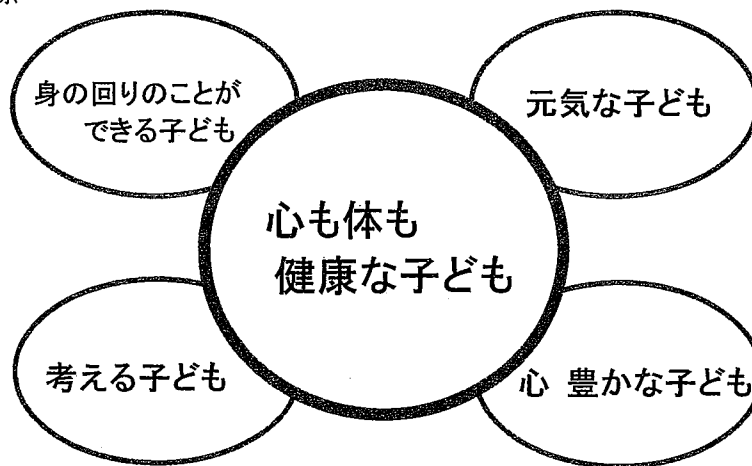 身の回りのことが
できる子ども
元気な子ども
心も体も
健康な子ども
考える子ども
心 豊かな子ども